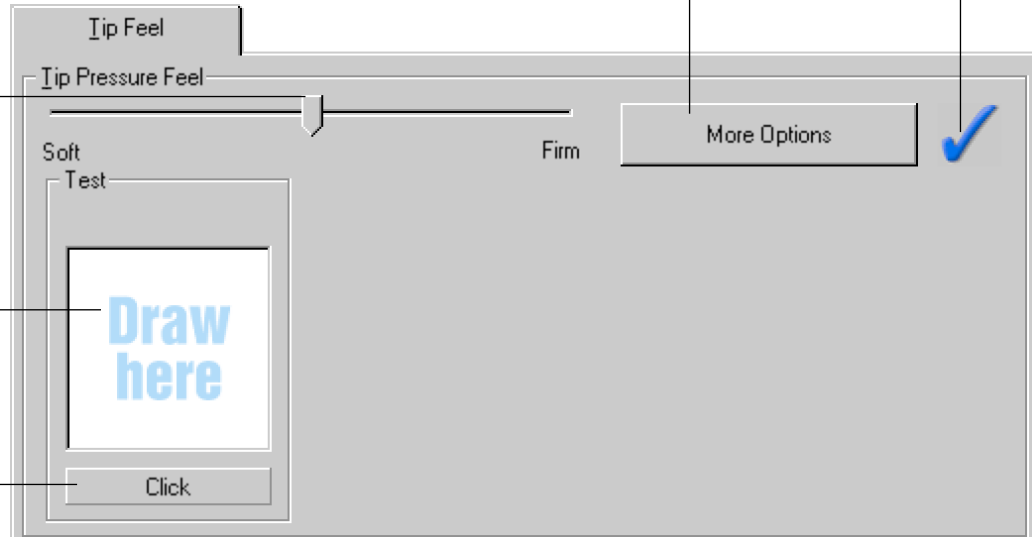 Tip Feel
Tip Pressure Feel
Soft
Firm
More Options
Test
Draw
here
Click